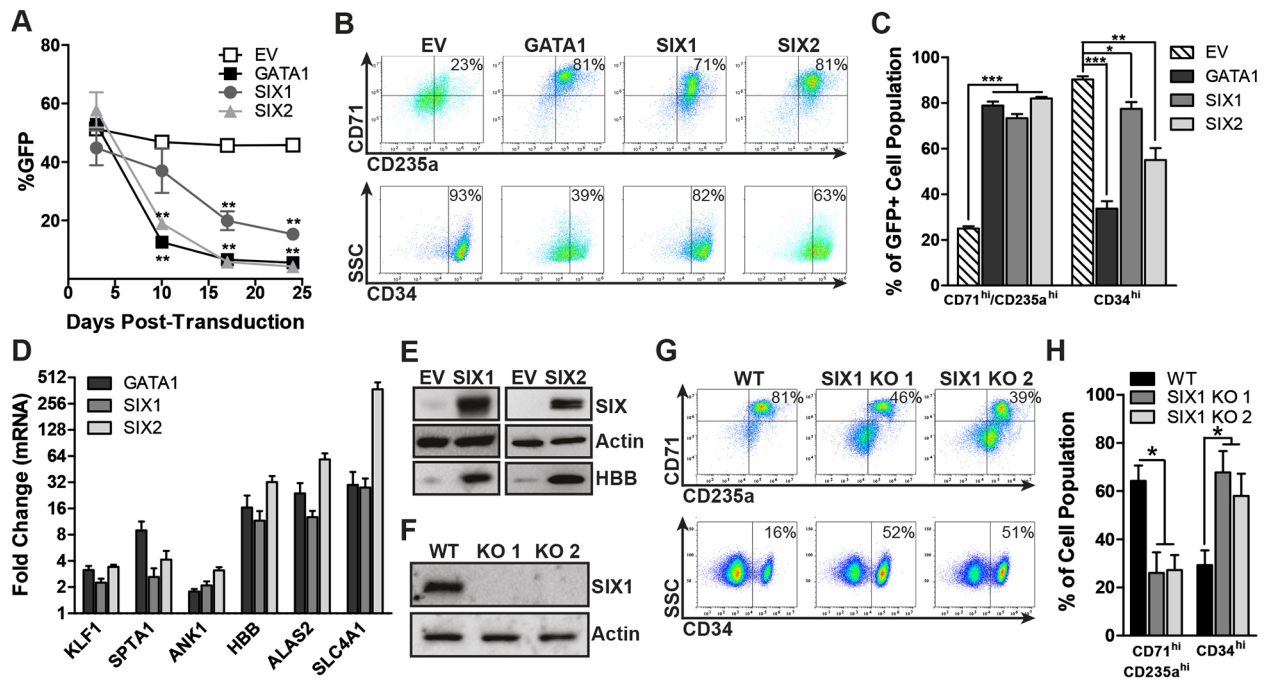 A
80
60
40
20
0 5 10 15 20 25
%GFP
Days Post-Transduction
EV
GATA1
SIX1
SIX2
** ** ** ** ** **
B
EV GATA1 SIX1 SIX2
23% 81% 71% 81%
CD71
CD235a
93% 39% 82% 63%
SSC
CD34
C
% of GFP+ Cell Population
100
80
60
40
20
0
*** *** * **
EV
GATA1
SIX1
SIX2
CD71hi/CD235ahi CD34hi
D
Fold Change (mRNA)
512
256
128
64
32
16
8
4
2
1
GATA1
SIX1
SIX2
KLF1 SPTA1 ANK1 HBB ALAS2 SLC4A1
E
EV SIX1 EV SIX2
SIX
Actin
HBB
F
WT KO 1 KO 2
SIX1
Actin
G
WT SIX1 KO 1 SIX1 KO 2
81% 46% 39%
CD71
CD235a
16% 52% 51%
SSC
CD34
H
WT
SIX1 KO 1
SIX1 KO 2
% of Cell Population
100
80
60
40
20
0
* *
CD71hi CD34hi
CD235ahi